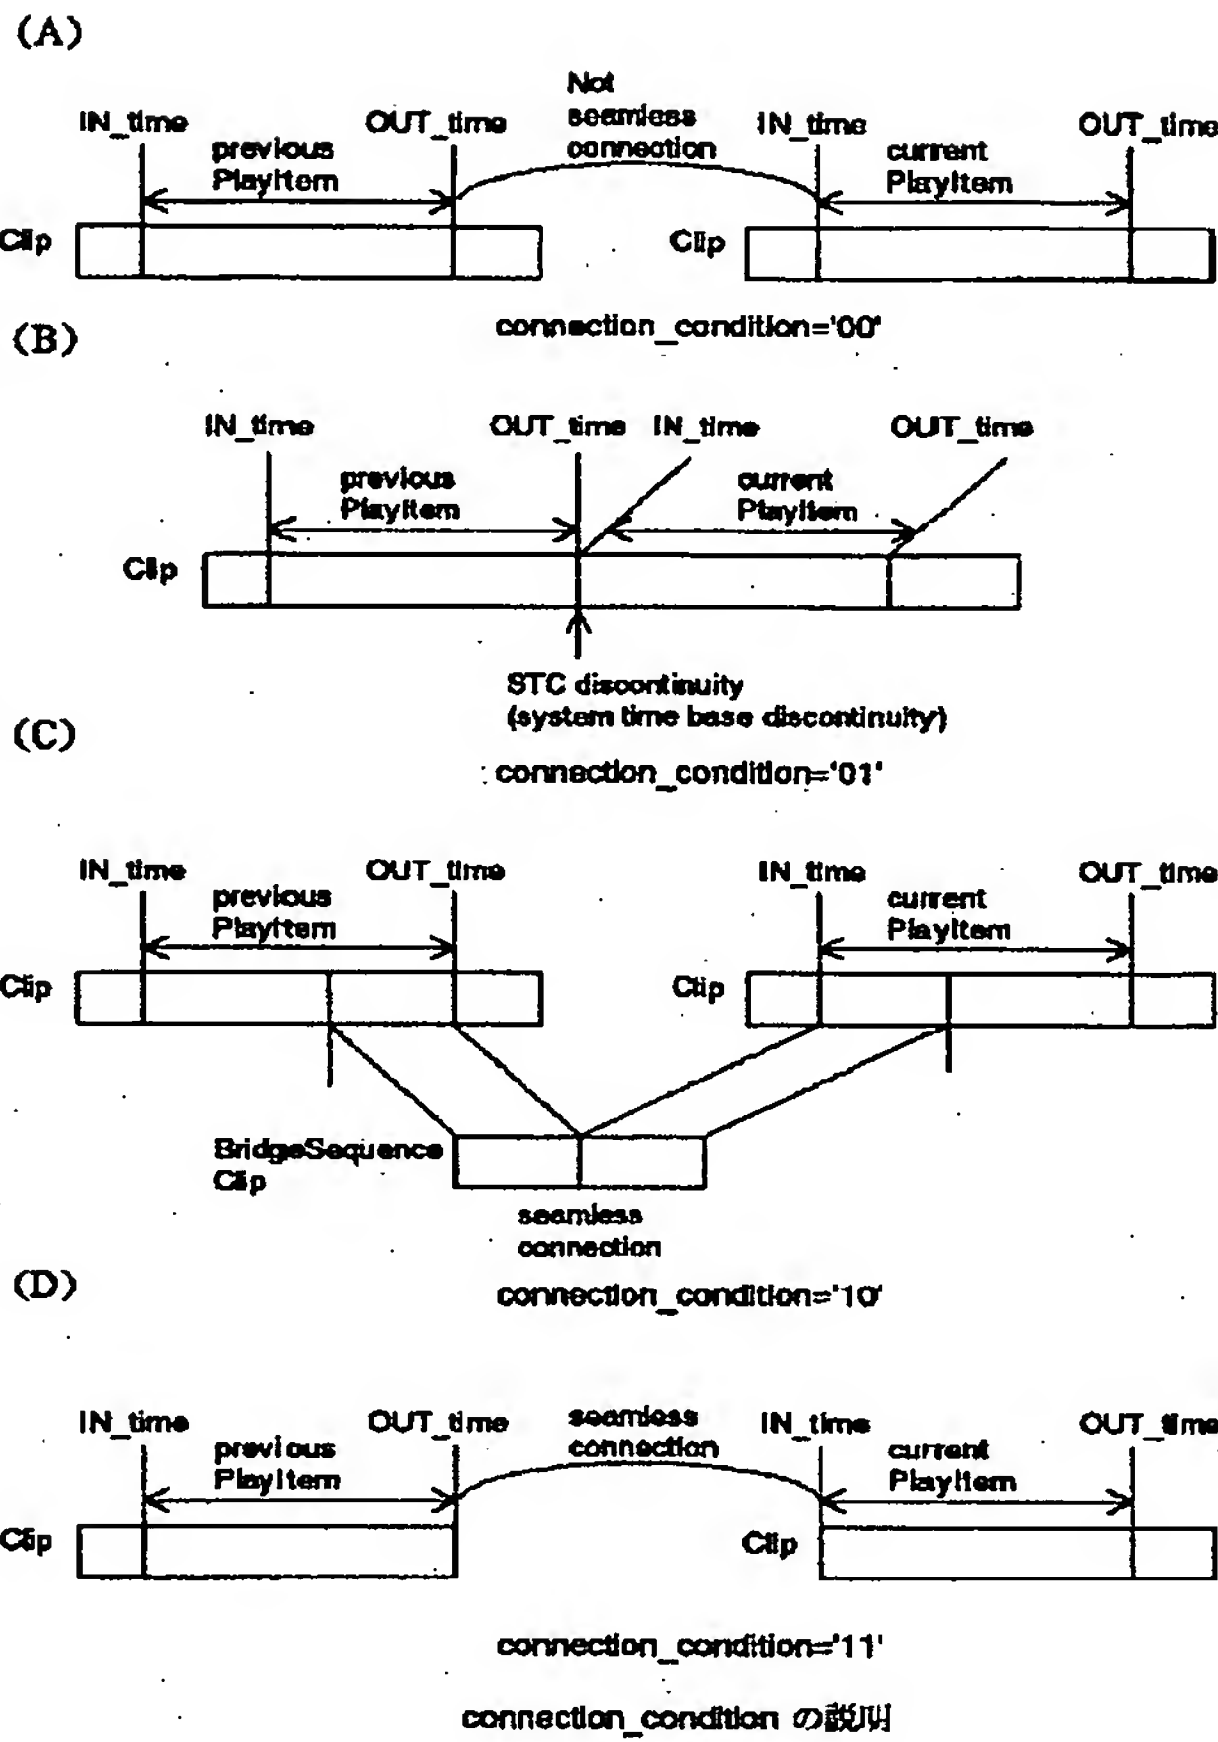 (A)
Not
seamless
connection
IN_time
OUT_time
IN_time
OUT_time
previous
PlayItem
current
PlayItem
Clip
Clip
connection_condition='00'
(B)
IN_time
OUT_time
IN_time
OUT_time
previous
PlayItem
current
PlayItem
Clip
STC discontinuity
(system time base discontinuity)
(C)
connection_condition='01'
IN_time
OUT_time
IN_time
OUT_time
previous
PlayItem
current
PlayItem
Clip
Clip
BridgeSequence
Clip
seamless
connection
(D)
connection_condition='10'
IN_time
OUT_time
seamless
connection
IN_time
OUT_time
previous
PlayItem
current
PlayItem
Clip
Clip
connection_condition='11'
connection_condition の説明